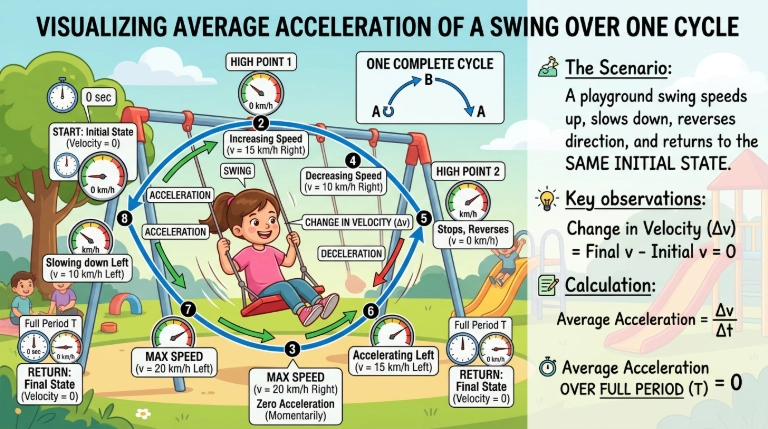 VISUALIZING AVERAGE ACCELERATION OF A SWING OVER ONE CYCLE
HIGH POINT 1
0 km/h
ONE COMPLETE CYCLE
A
B
A
0 sec
START: Initial State
(Velocity = 0)
0 km/h
2
Increasing Speed
(v = 15 km/h Right)
SWING
4
Decreasing Speed
(v = 10 km/h Right)
HIGH POINT 2
km/h
5
Stops, Reverses
(v = 0 km/h)
ACCELERATION
8
ACCELERATION
CHANGE IN VELOCITY (Δv)
DECELERATION
km/h
Slowing down Left
(v = 10 km/h Left)
7
6
Full Period T
0 sec
0 km/h
RETURN:
Final State
(Velocity = 0)
MAX SPEED
(v = 20 km/h Left)
3
MAX SPEED
(v = 20 km/h Right)
Zero Acceleration
(Momentarily)
Accelerating Left
(v = 15 km/h Left)
Full Period T
RETURN:
Final State
(Velocity = 0)
The Scenario:
A playground swing speeds
up, slows down, reverses
direction, and returns to the
SAME INITIAL STATE.
Key observations:
Change in Velocity (Δv)
= Final v – Initial v = 0
Calculation:
Average Acceleration = Δv/Δt
Average Acceleration
OVER FULL PERIOD (T) = 0